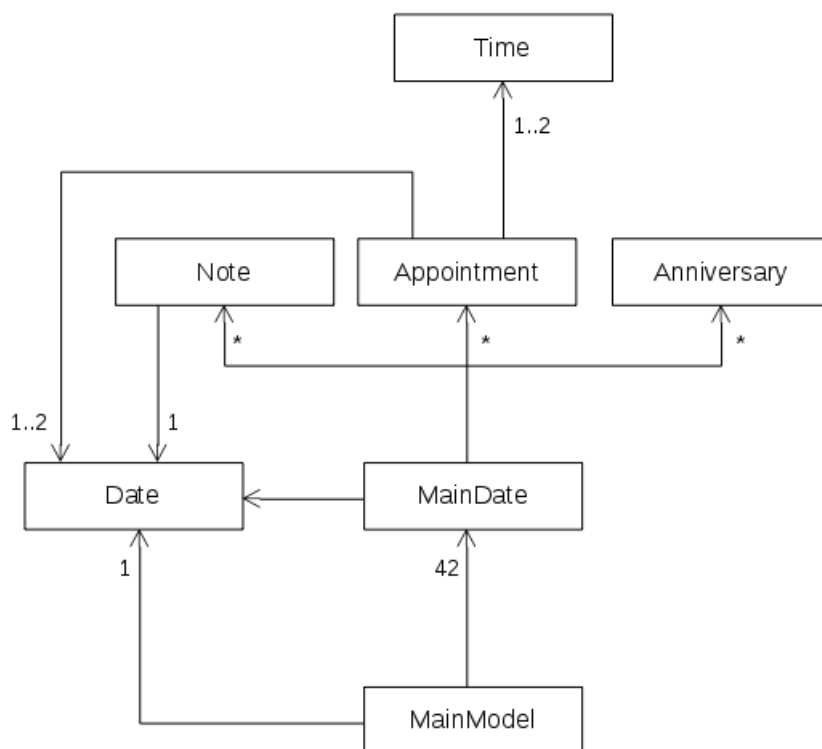 Time
1..2
Note
Appointment
Anniversary
*
*
*
1..2
1
Date
MainDate
1
42
MainModel